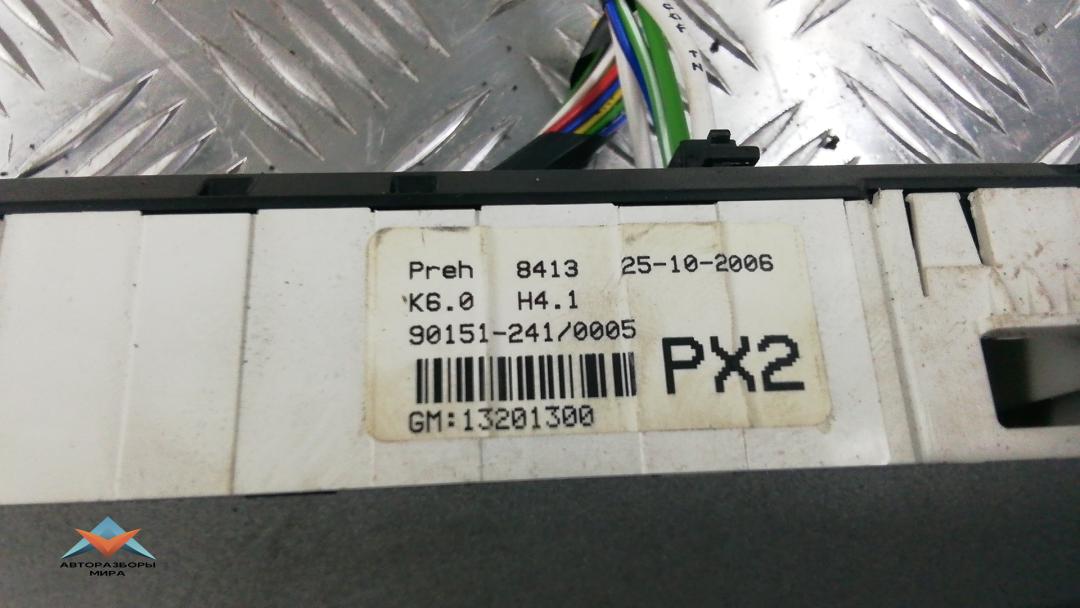 Preh 8413 25-10-2006
K6.0 H4.1
90151-241/0005
PX2
GM:13201300
АВТОРАЗБОРЫ
МИРА